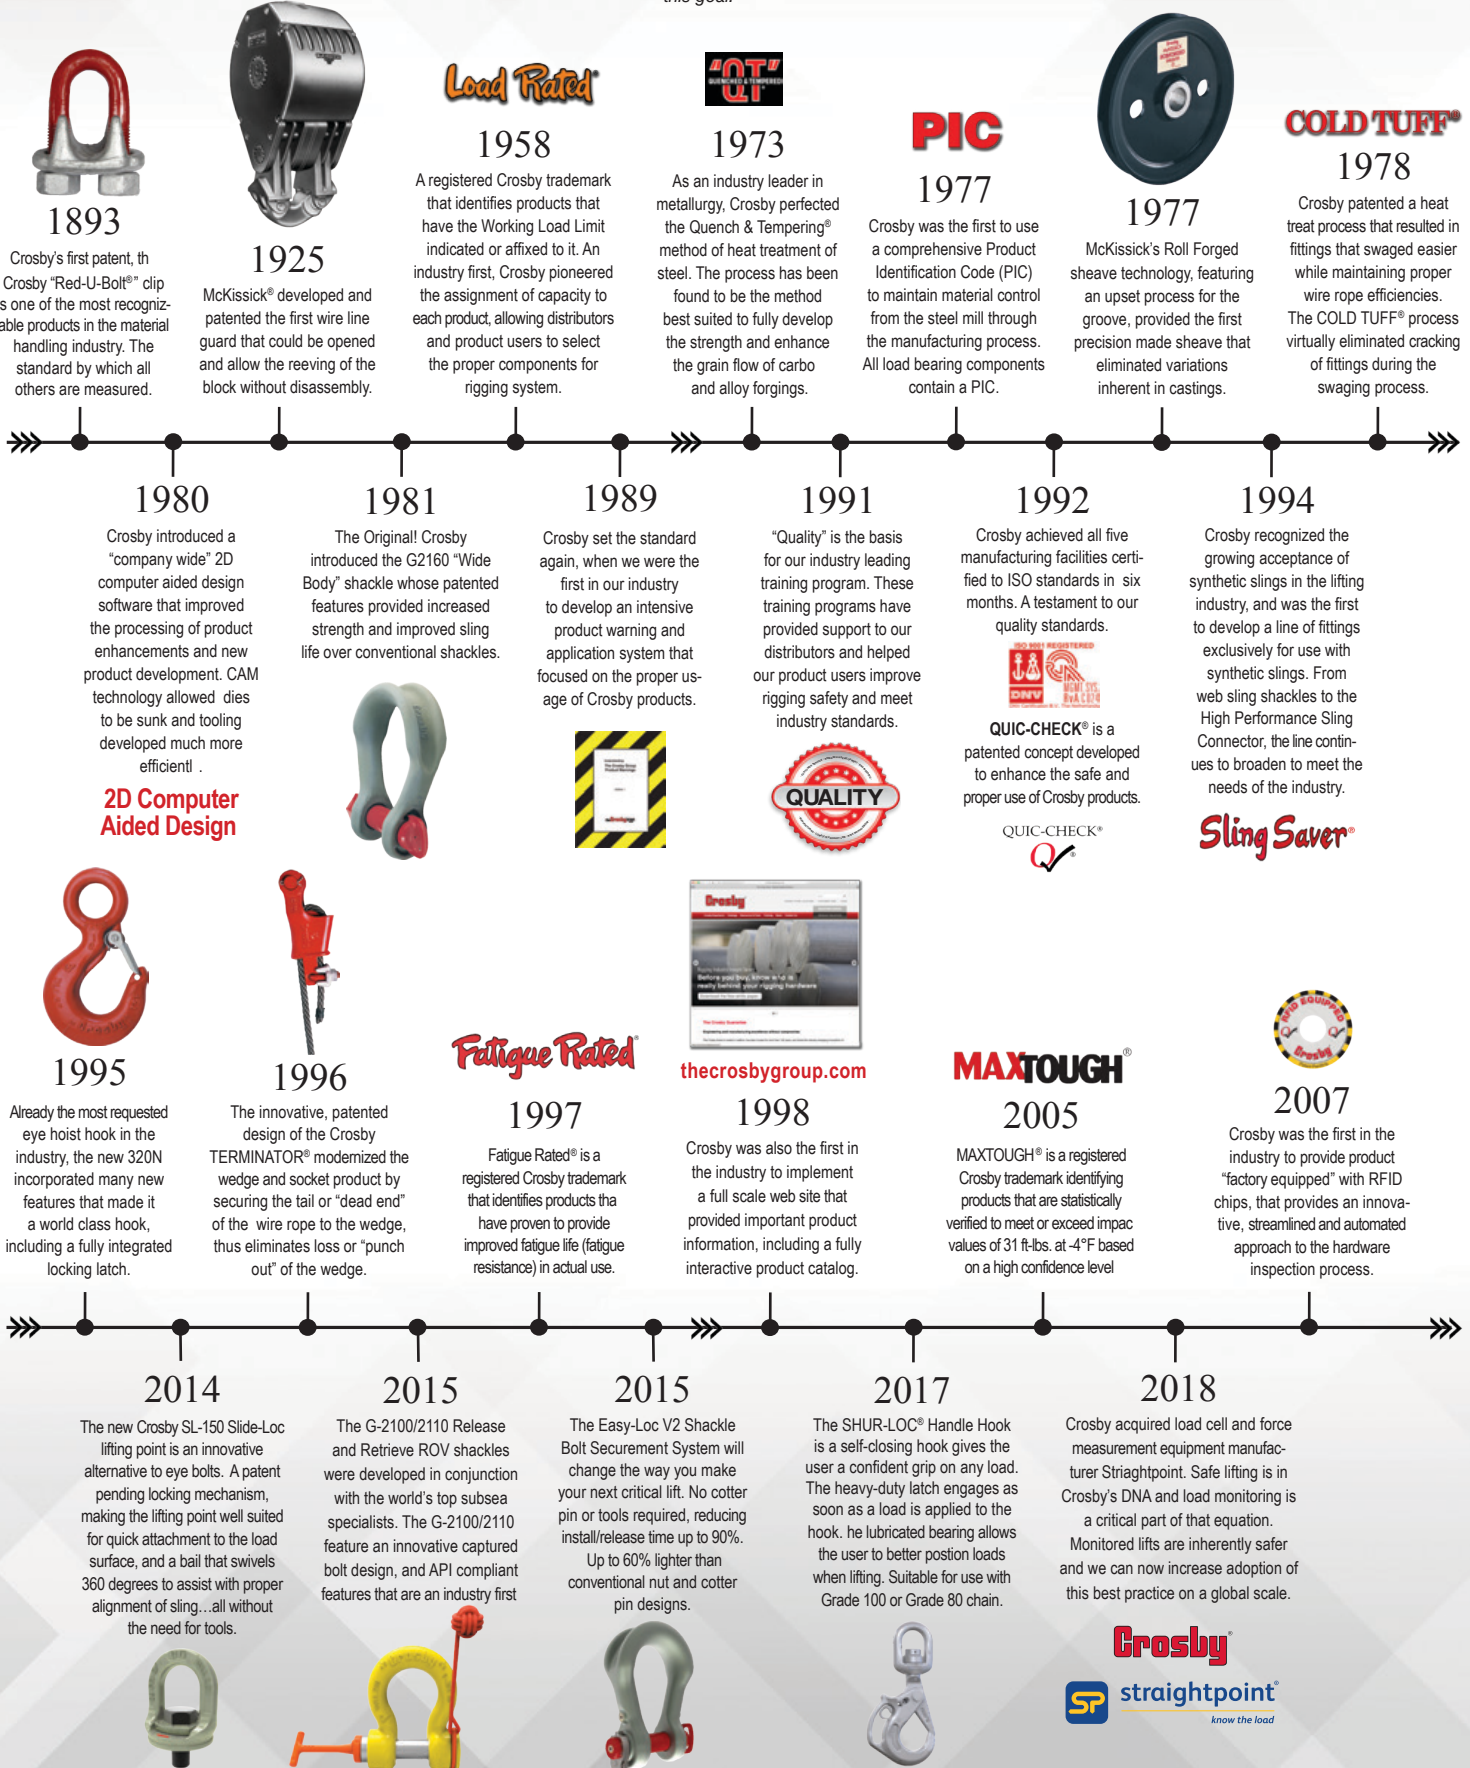 this goal.
Load Rated®
1958
A registered Crosby trademark
that identifies products that
have the Working Load Limit
indicated or affixed to it. An
industry first, Crosby pioneered
the assignment of capacity to
each product, allowing distributors
and product users to select
the proper components for
rigging system.
"QT"
QUENCHED & TEMPERED
1973
As an industry leader in
metallurgy, Crosby perfected
the Quench & Tempering®
method of heat treatment of
steel. The process has been
found to be the method
best suited to fully develop
the strength and enhance
the grain flow of carbo
and alloy forgings.
PIC
1977
Crosby was the first to use
a comprehensive Product
Identification Code (PIC)
to maintain material control
from the steel mill through
the manufacturing process.
All load bearing components
contain a PIC.
1977
McKissick's Roll Forged
sheave technology, featuring
an upset process for the
groove, provided the first
precision made sheave that
eliminated variations
inherent in castings.
COLD TUFF®
1978
Crosby patented a heat
treat process that resulted in
fittings that swaged easier
while maintaining proper
wire rope efficiencies.
The COLD TUFF® process
virtually eliminated cracking
of fittings during the
swaging process.
1893
Crosby's first patent, th
Crosby “Red-U-Bolt®” clip
s one of the most recogniz-
able products in the material
handling industry. The
standard by which all
others are measured.
1925
McKissick® developed and
patented the first wire line
guard that could be opened
and allow the reeving of the
block without disassembly.
1980
Crosby introduced a
“company wide” 2D
computer aided design
software that improved
the processing of product
enhancements and new
product development. CAM
technology allowed dies
to be sunk and tooling
developed much more
efficientl .
2D Computer
Aided Design
1981
The Original! Crosby
introduced the G2160 “Wide
Body” shackle whose patented
features provided increased
strength and improved sling
life over conventional shackles.
1989
Crosby set the standard
again, when we were the
first in our industry
to develop an intensive
product warning and
application system that
focused on the proper us-
age of Crosby products.
1991
“Quality” is the basis
for our industry leading
training program. These
training programs have
provided support to our
distributors and helped
our product users improve
rigging safety and meet
industry standards.
QUALITY
1992
Crosby achieved all five
manufacturing facilities certi-
fied to ISO standards in six
months. A testament to our
quality standards.
ISO 9001 REGISTERED
DNV
MGMT. SYS.
RvA C 024
QUIC-CHECK® is a
patented concept developed
to enhance the safe and
proper use of Crosby products.
QUIC-CHECK®
1994
Crosby recognized the
growing acceptance of
synthetic slings in the lifting
industry, and was the first
to develop a line of fittings
exclusively for use with
synthetic slings. From
web sling shackles to the
High Performance Sling
Connector, the line contin-
ues to broaden to meet the
needs of the industry.
Sling Saver®
1995
Already the most requested
eye hoist hook in the
industry, the new 320N
incorporated many new
features that made it
a world class hook,
including a fully integrated
locking latch.
1996
The innovative, patented
design of the Crosby
TERMINATOR® modernized the
wedge and socket product by
securing the tail or “dead end”
of the wire rope to the wedge,
thus eliminates loss or “punch
out” of the wedge.
Fatigue Rated®
1997
Fatigue Rated® is a
registered Crosby trademark
that identifies products tha
have proven to provide
improved fatigue life (fatigue
resistance) in actual use.
Crosby
Before you buy, know who is
really behind your rigging hardware
The Crosby Guarantee
thecrosbygroup.com
1998
Crosby was also the first in
the industry to implement
a full scale web site that
provided important product
information, including a fully
interactive product catalog.
MAXTOUGH®
2005
MAXTOUGH® is a registered
Crosby trademark identifying
products that are statistically
verified to meet or exceed impac
values of 31 ft-lbs. at -4°F based
on a high confidence level
RFID EQUIPPED
Crosby
2007
Crosby was the first in the
industry to provide product
“factory equipped” with RFID
chips, that provides an innova-
tive, streamlined and automated
approach to the hardware
inspection process.
2014
The new Crosby SL-150 Slide-Loc
lifting point is an innovative
alternative to eye bolts. A patent
pending locking mechanism,
making the lifting point well suited
for quick attachment to the load
surface, and a bail that swivels
360 degrees to assist with proper
alignment of sling…all without
the need for tools.
2015
The G-2100/2110 Release
and Retrieve ROV shackles
were developed in conjunction
with the world's top subsea
specialists. The G-2100/2110
feature an innovative captured
bolt design, and API compliant
features that are an industry first
2015
The Easy-Loc V2 Shackle
Bolt Securement System will
change the way you make
your next critical lift. No cotter
pin or tools required, reducing
install/release time up to 90%.
Up to 60% lighter than
conventional nut and cotter
pin designs.
2017
The SHUR-LOC® Handle Hook
is a self-closing hook gives the
user a confident grip on any load.
The heavy-duty latch engages as
soon as a load is applied to the
hook. he lubricated bearing allows
the user to better postion loads
when lifting. Suitable for use with
Grade 100 or Grade 80 chain.
2018
Crosby acquired load cell and force
measurement equipment manufac-
turer Striaghtpoint. Safe lifting is in
Crosby's DNA and load monitoring is
a critical part of that equation.
Monitored lifts are inherently safer
and we can now increase adoption of
this best practice on a global scale.
Crosby®
SP straightpoint®
know the load